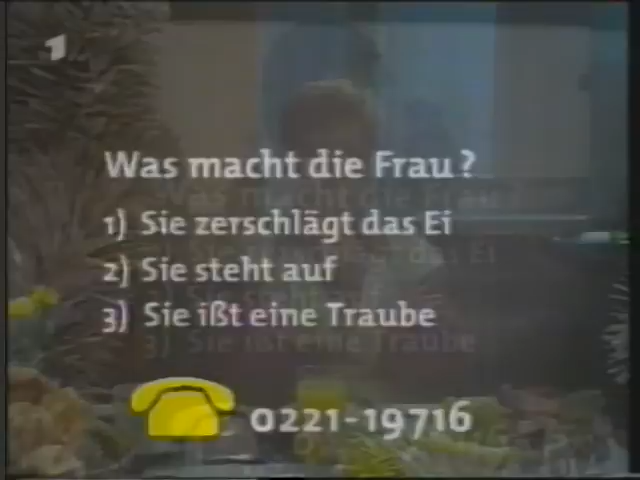 1
Was macht die Frau?
1) Sie zerschlägt das Ei
2) Sie steht auf
3) Sie ißt eine Traube
0221-19716